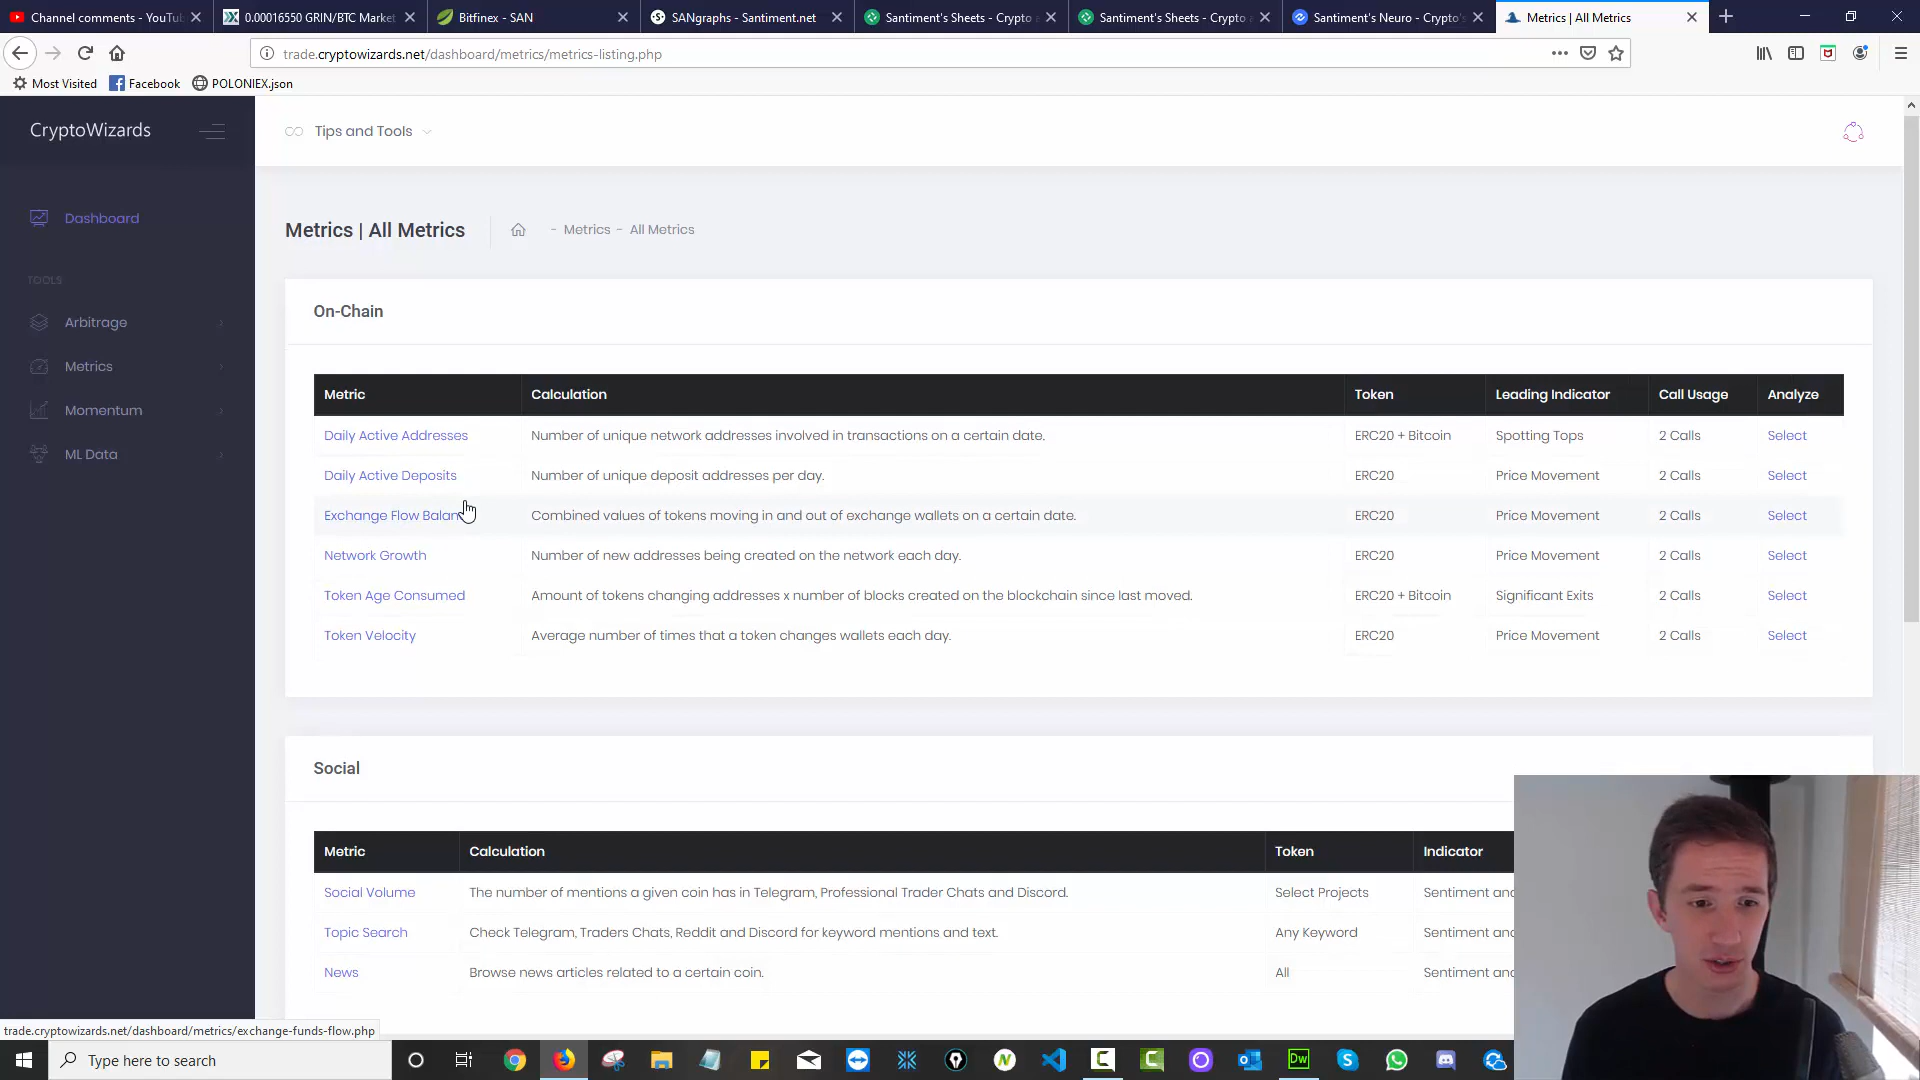 Channel comments - YouTu
0.00016550 GRIN/BTC Market
Bitfinex - SAN
SANgraphs - Santiment.net
Santiment's Sheets - Crypto a
Santiment's Sheets - Crypto a
Santiment's Neuro - Crypto's
Metrics | All Metrics
trade.cryptowizards.net/dashboard/metrics/metrics-listing.php
Most Visited
Facebook
POLONIEX.json
CryptoWizards
Tips and Tools
Dashboard
TOOLS
Arbitrage
Metrics
Momentum
ML Data
Metrics | All Metrics
- Metrics - All Metrics
On-Chain
Metric Calculation Token Leading Indicator Call Usage Analyze
Daily Active Addresses Number of unique network addresses involved in transactions on a certain date. ERC20 + Bitcoin Spotting Tops 2 Calls Select
Daily Active Deposits Number of unique deposit addresses per day. ERC20 Price Movement 2 Calls Select
Exchange Flow Balan Combined values of tokens moving in and out of exchange wallets on a certain date. ERC20 Price Movement 2 Calls Select
Network Growth Number of new addresses being created on the network each day. ERC20 Price Movement 2 Calls Select
Token Age Consumed Amount of tokens changing addresses x number of blocks created on the blockchain since last moved. ERC20 + Bitcoin Significant Exits 2 Calls Select
Token Velocity Average number of times that a token changes wallets each day. ERC20 Price Movement 2 Calls Select
Social
Metric Calculation Token Indicator
Social Volume The number of mentions a given coin has in Telegram, Professional Trader Chats and Discord. Select Projects Sentiment and
Topic Search Check Telegram, Traders Chats, Reddit and Discord for keyword mentions and text. Any Keyword Sentiment and
News Browse news articles related to a certain coin. All Sentiment and
trade.cryptowizards.net/dashboard/metrics/exchange-funds-flow.php
Type here to search
Dw